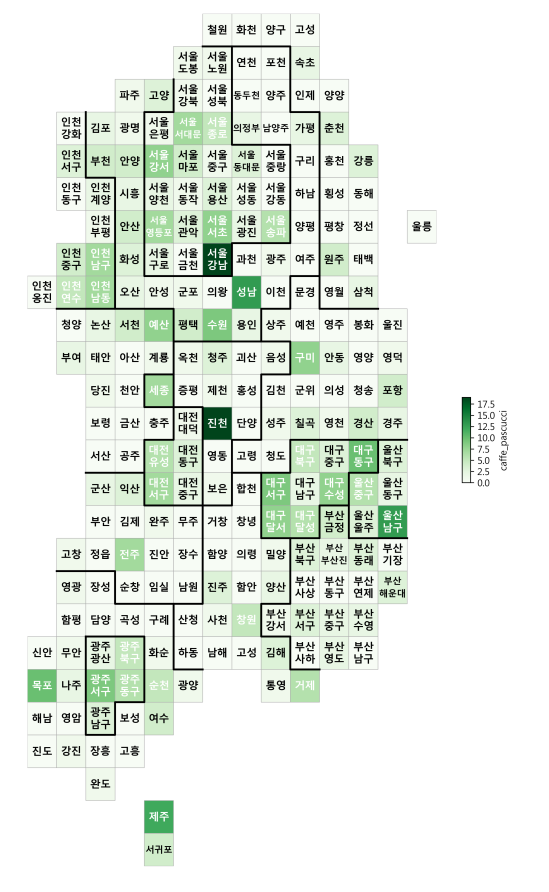 철원 화천 양구 고성
서울 도봉 서울 노원 연천 포천 속초
파주 고양 서울 강북 서울 성북 동두천 양주 인제 양양
인천 강화 김포 광명 서울 은평 서울 서대문 서울 종로 의정부 남양주 가평 춘천
인천 서구 부천 안양 서울 강서 서울 마포 서울 중구 서울 동대문 서울 중랑 구리 홍천 강릉
인천 동구 인천 계양 시흥 서울 양천 서울 동작 서울 용산 서울 성동 서울 강동 하남 횡성 동해
인천 부평 안산 서울 영등포 서울 관악 서울 서초 서울 광진 서울 송파 양평 평창 정선 울릉
인천 중구 인천 남구 화성 서울 구로 서울 금천 서울 강남 과천 광주 여주 원주 태백
인천 옹진 인천 연수 인천 남동 오산 안성 군포 의왕 성남 이천 문경 영월 삼척
청양 논산 서천 예산 평택 수원 용인 상주 예천 영주 봉화 울진
부여 태안 아산 계룡 옥천 청주 괴산 음성 구미 안동 영양 영덕
당진 천안 세종 증평 제천 홍성 김천 군위 의성 청송 포항
보령 금산 충주 대전 대덕 진천 단양 성주 칠곡 영천 경산 경주
서산 공주 대전 유성 대전 동구 영동 고령 청도 대구 북구 대구 중구 대구 동구 울산 북구
군산 익산 대전 서구 대전 중구 보은 합천 대구 서구 대구 남구 대구 수성 울산 중구 울산 동구
부안 김제 완주 무주 거창 창녕 대구 달서 대구 달성 부산 금정 울산 울주 울산 남구
고창 정읍 전주 진안 장수 함양 의령 밀양 부산 북구 부산 부산진 부산 동래 부산 기장
영광 장성 순창 임실 남원 진주 함안 양산 부산 사상 부산 동구 부산 연제 부산 해운대
함평 담양 곡성 구례 산청 사천 창원 부산 강서 부산 서구 부산 중구 부산 수영
신안 무안 광주 광산 광주 북구 화순 하동 남해 고성 김해 부산 사하 부산 영도 부산 남구
목포 나주 광주 서구 광주 동구 순천 광양 통영 거제
해남 영암 광주 남구 보성 여수
진도 강진 장흥 고흥
완도
제주
서귀포
17.5
15.0
12.5
10.0
7.5
5.0
2.5
0.0
caffe_pascucci